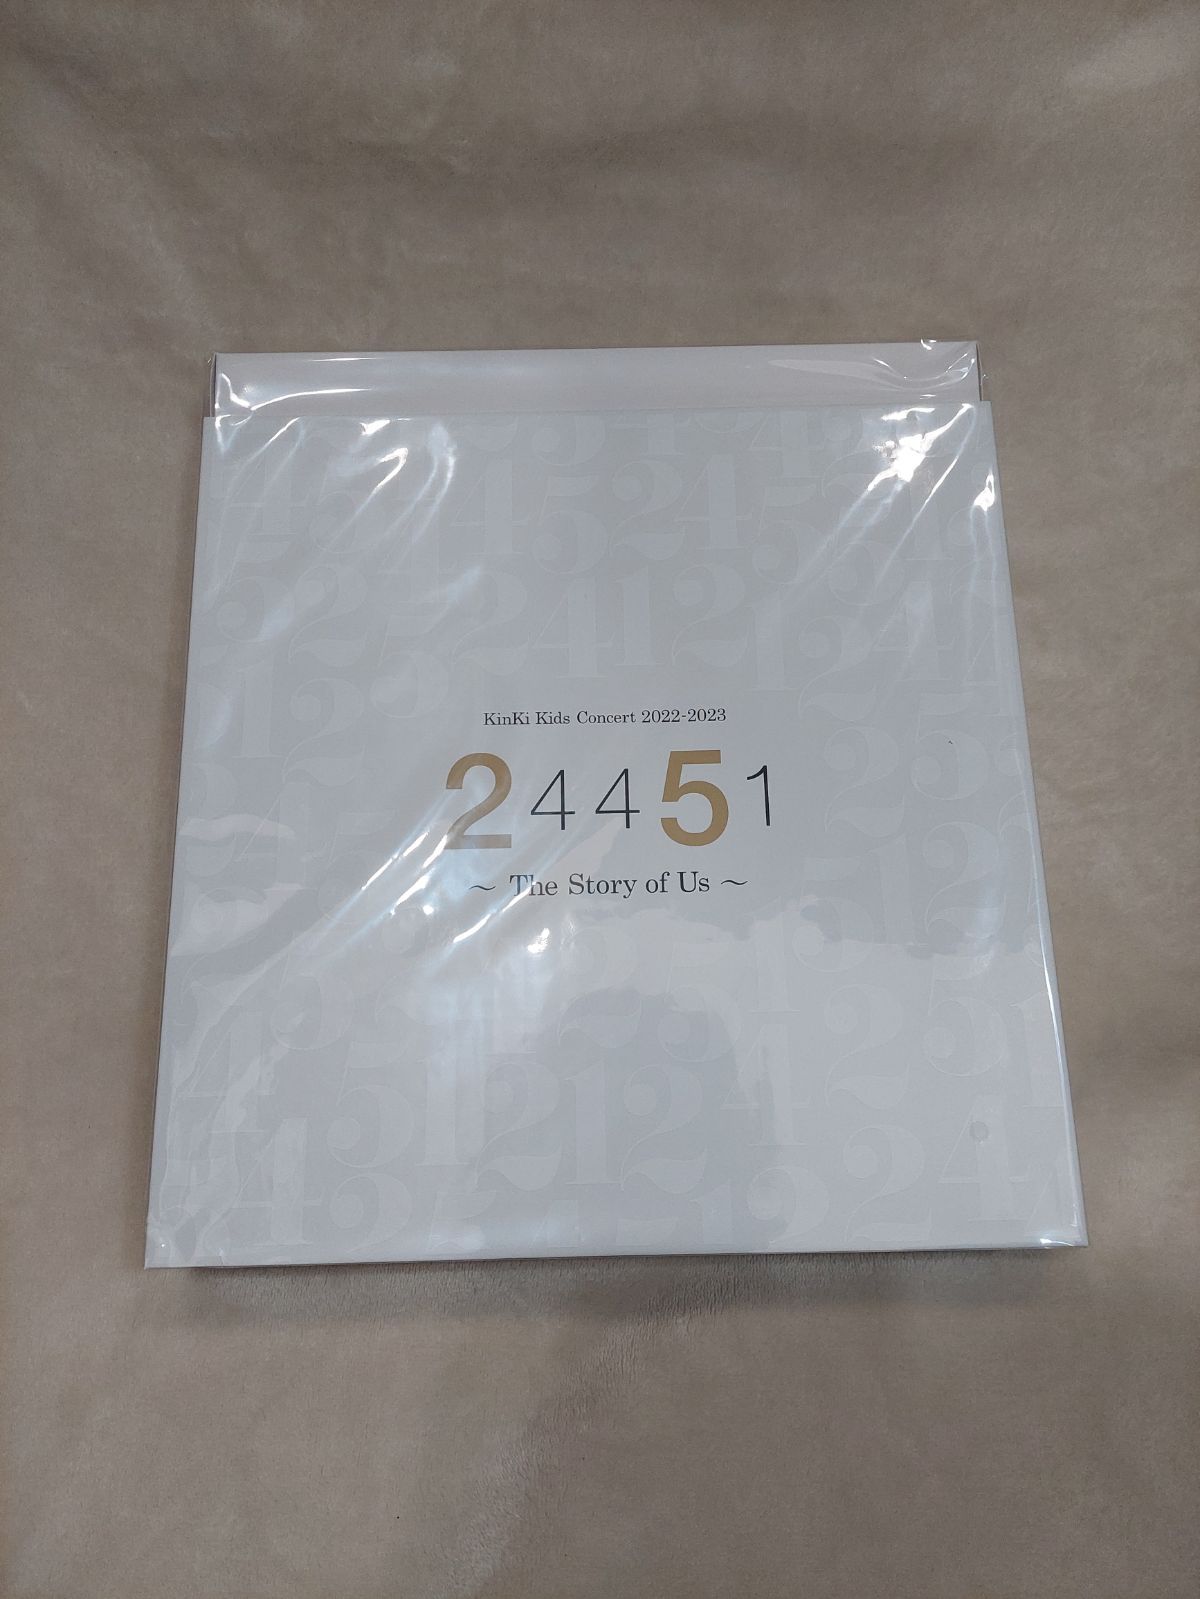 KinKi Kids Concert 2022-2023
24451
～ The Story of Us ～